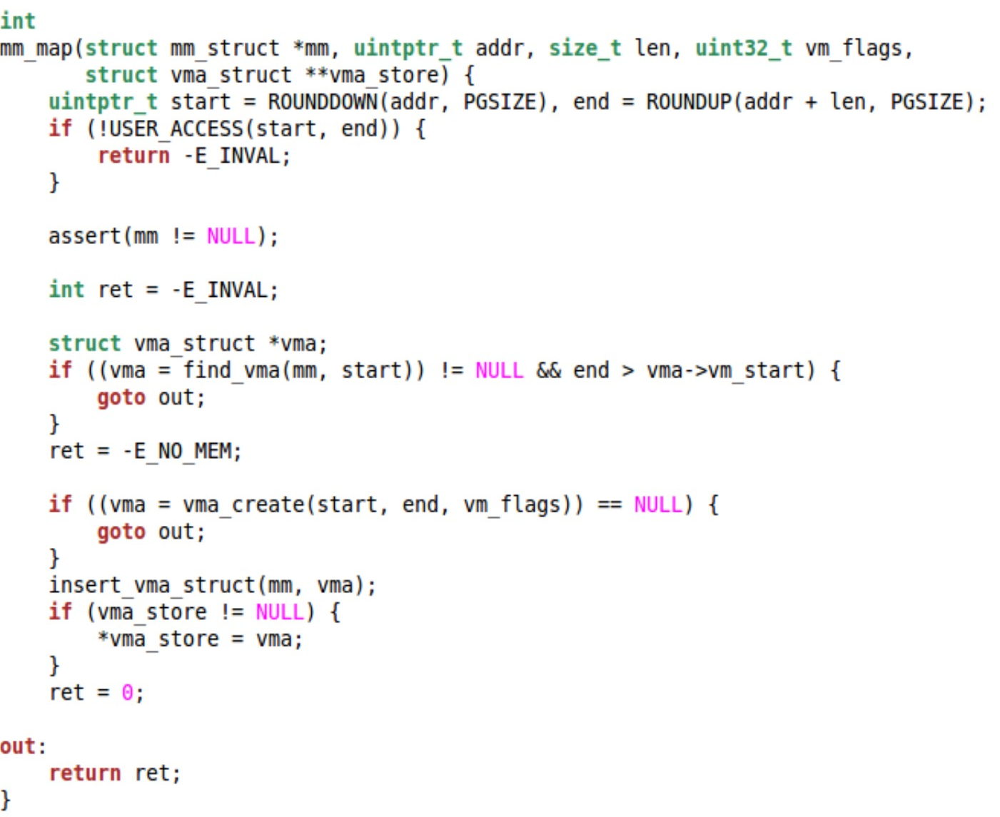 int
mm_map(struct mm_struct *mm, uintptr_t addr, size_t len, uint32_t vm_flags,
       struct vma_struct **vma_store) {
    uintptr_t start = ROUNDDOWN(addr, PGSIZE), end = ROUNDUP(addr + len, PGSIZE);
    if (!USER_ACCESS(start, end)) {
        return -E_INVAL;
    }

    assert(mm != NULL);

    int ret = -E_INVAL;

    struct vma_struct *vma;
    if ((vma = find_vma(mm, start)) != NULL && end > vma->vm_start) {
        goto out;
    }
    ret = -E_NO_MEM;

    if ((vma = vma_create(start, end, vm_flags)) == NULL) {
        goto out;
    }
    insert_vma_struct(mm, vma);
    if (vma_store != NULL) {
        *vma_store = vma;
    }
    ret = 0;

out:
    return ret;
}